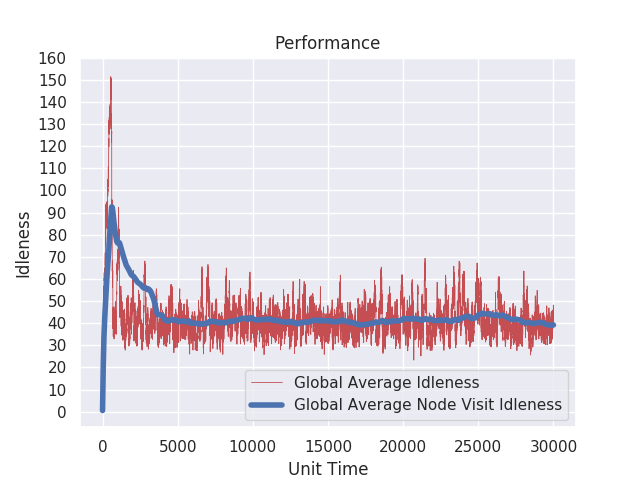 Performance
160
150
140
130
120
110
100
90
80
70
60
50
40
30
20
10
0
Idleness
0 5000 10000 15000 20000 25000 30000
Unit Time
Global Average Idleness
Global Average Node Visit Idleness